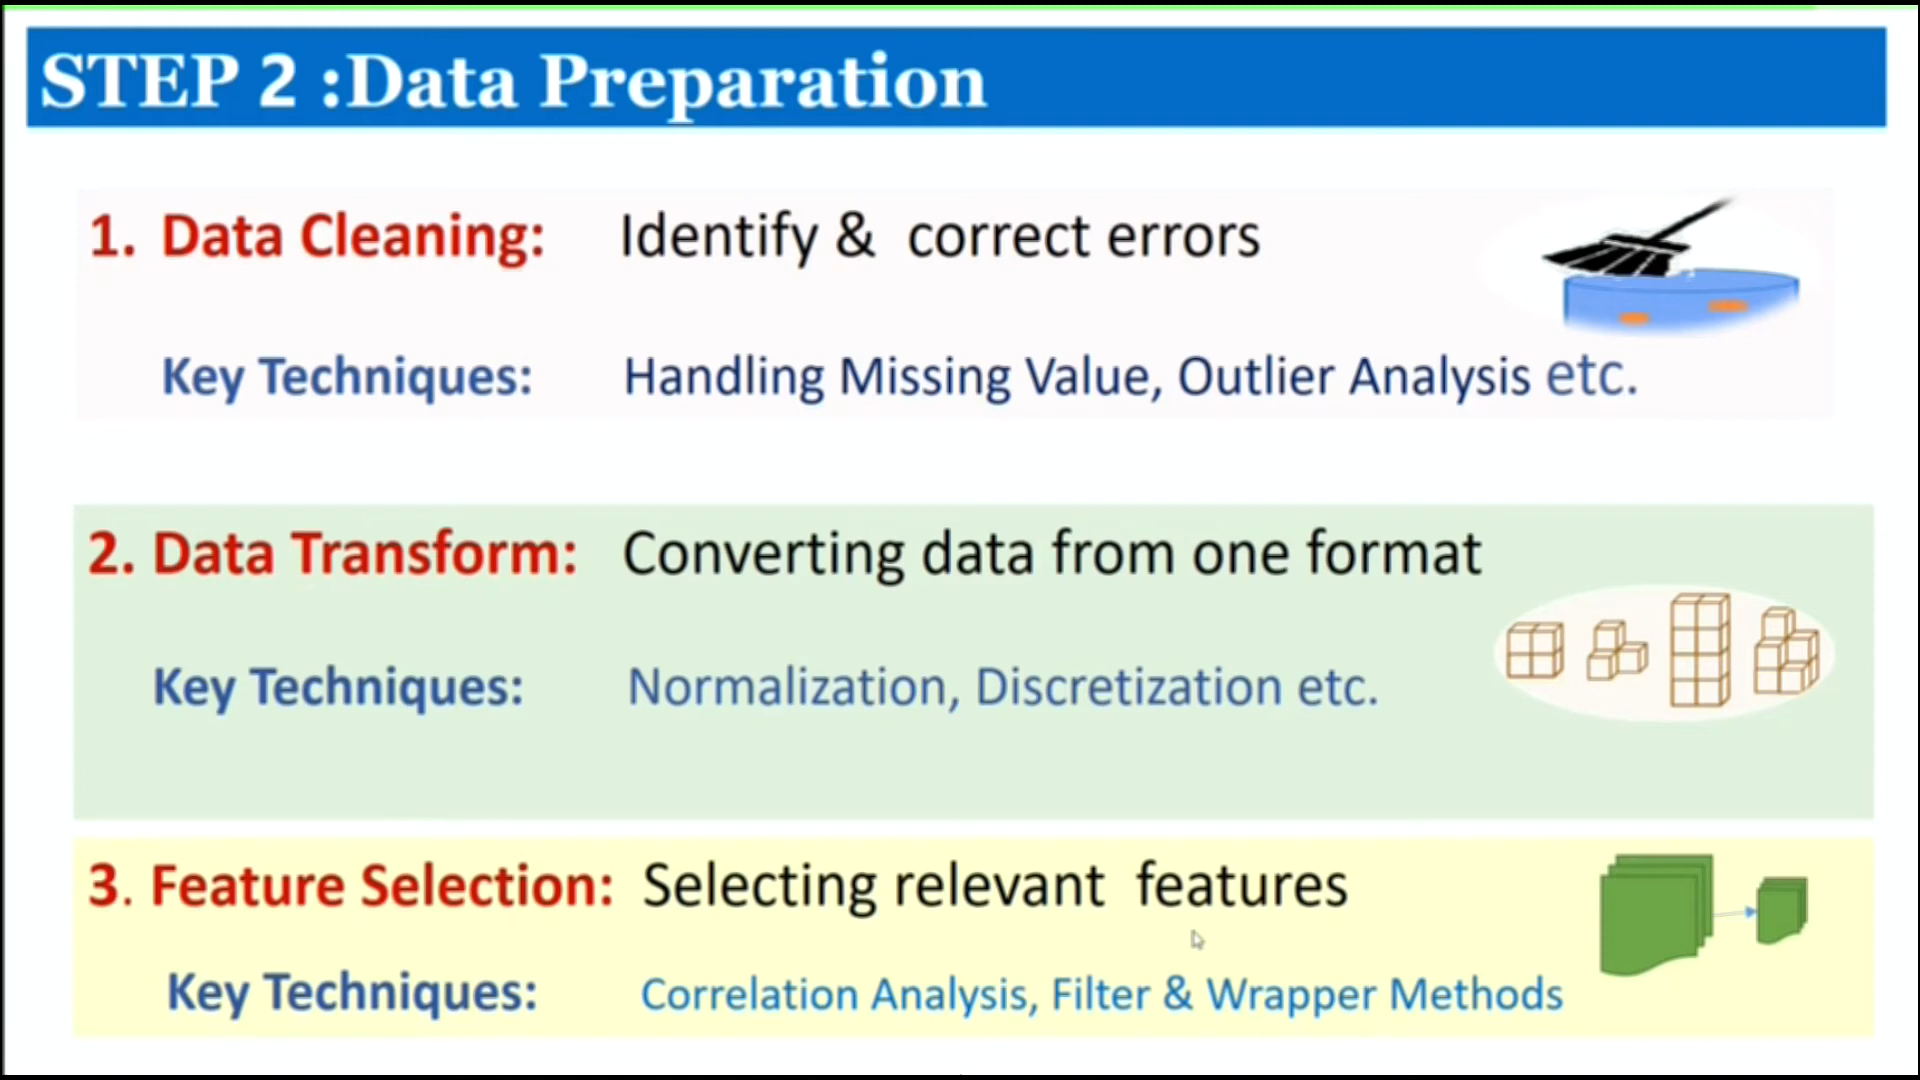 STEP 2 :Data Preparation
1. Data Cleaning: Identify & correct errors
Key Techniques: Handling Missing Value, Outlier Analysis etc.
2. Data Transform: Converting data from one format
Key Techniques: Normalization, Discretization etc.
3. Feature Selection: Selecting relevant features
Key Techniques: Correlation Analysis, Filter & Wrapper Methods